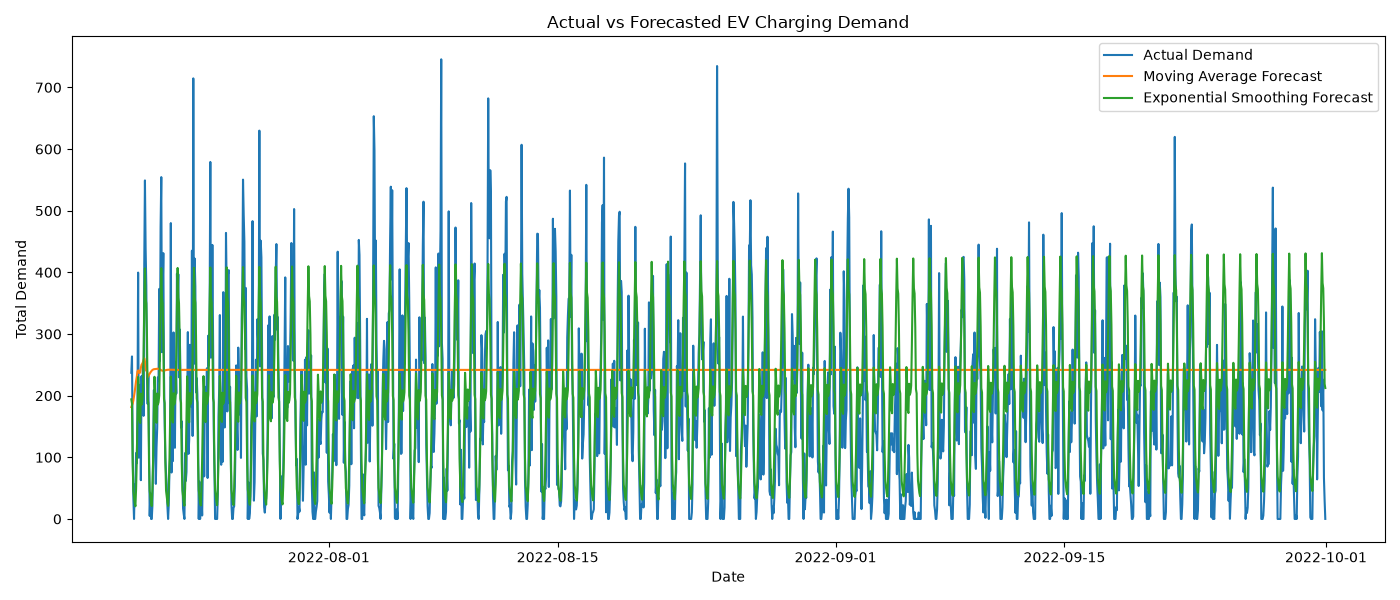 Actual vs Forecasted EV Charging Demand
Actual Demand
Moving Average Forecast
Exponential Smoothing Forecast
Total Demand
700
600
500
400
300
200
100
0
2022-08-01
2022-08-15
2022-09-01
2022-09-15
2022-10-01
Date